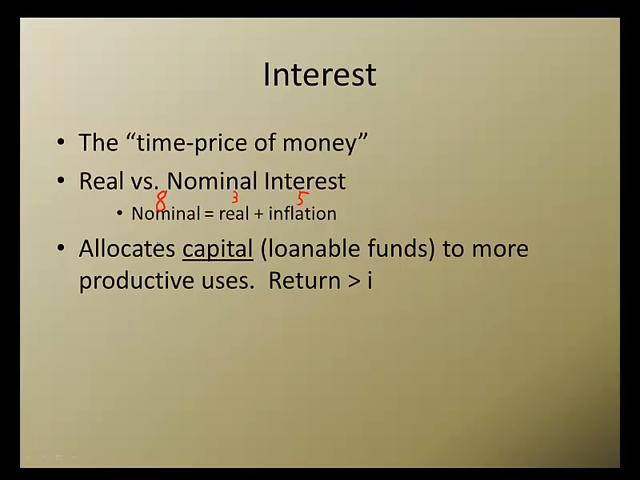 Interest
• The “time-price of money”
• Real vs. Nominal Interest
8 3 5
• Nominal = real + inflation
• Allocates capital (loanable funds) to more
productive uses.  Return > i